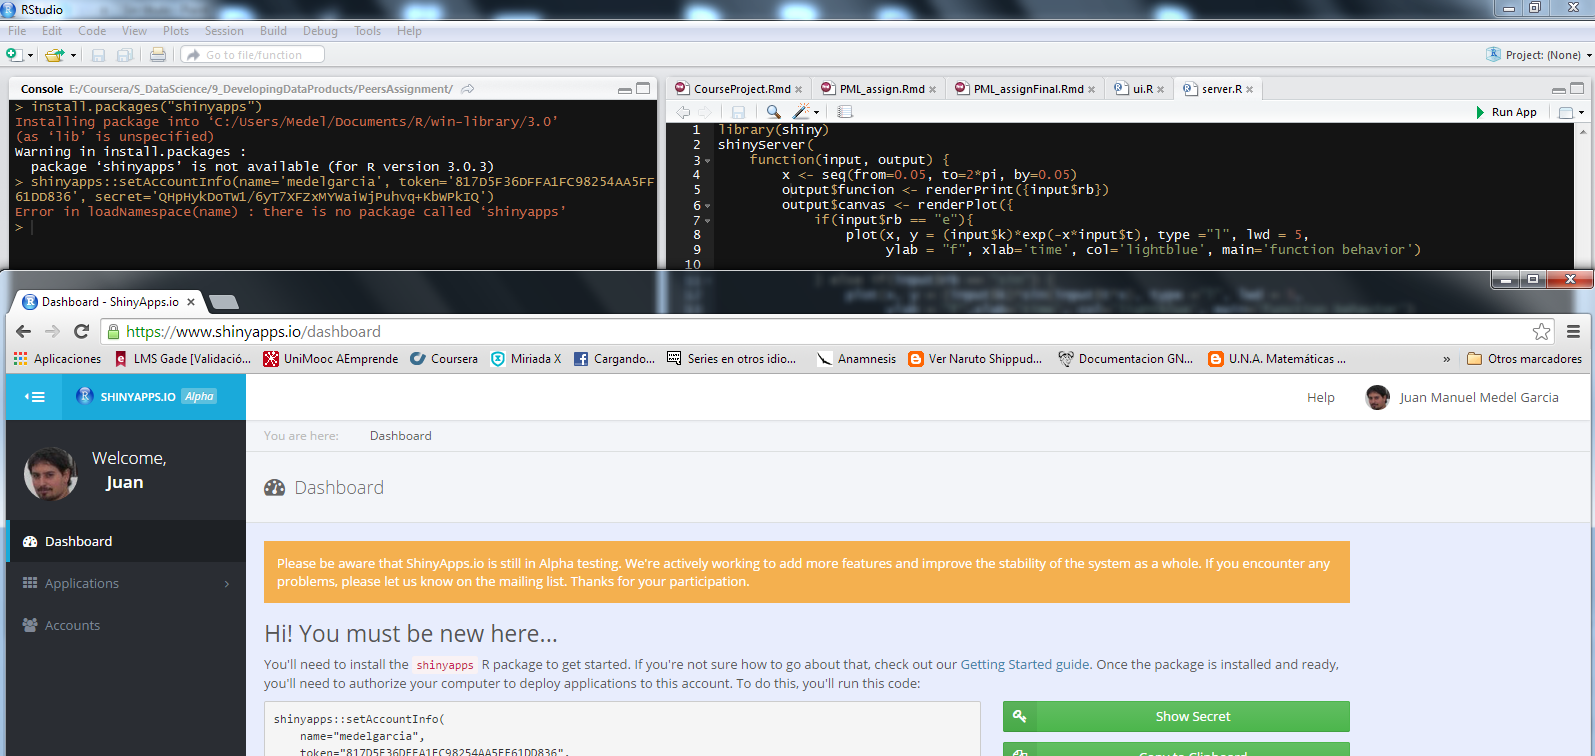 RStudio
File Edit Code View Plots Session Build Debug Tools Help
Go to file/function
Project: (None)
Console E:/Coursera/S_DataScience/9_DevelopingDataProducts/PeersAssignment/
> install.packages("shinyapps")
Installing package into ‘C:/Users/Medel/Documents/R/win-library/3.0’
(as ‘lib’ is unspecified)
Warning in install.packages :
package ‘shinyapps’ is not available (for R version 3.0.3)
> shinyapps::setAccountInfo(name='medelgarcia', token='817D5F36DFFA1FC98254AA5FF
61DD836', secret='QHpHykDoTW1/6yT7XFZxMYWaiWjPuhvq+KbWPkIQ')
Error in loadNamespace(name) : there is no package called ‘shinyapps’
>
CourseProject.Rmd PML_assign.Rmd PML_assignFinal.Rmd ui.R server.R
Run App
1 library(shiny)
2 shinyServer(
3 function(input, output) {
4 x <- seq(from=0.05, to=2*pi, by=0.05)
5 output$funcion <- renderPrint({input$rb})
6 output$canvas <- renderPlot({
7 if(input$rb == "e"){
8 plot(x, y = (input$k)*exp(-x*input$t), type ="l", lwd = 5,
9 ylab = "f", xlab='time', col='lightblue', main='function behavior')
10
Dashboard - ShinyApps.io
https://www.shinyapps.io/dashboard
Aplicaciones LMS Gade [Validació... UniMooc AEmprende Coursera Miriada X Cargando... Series en otros idio... Anamnesis Ver Naruto Shippud... Documentacion GN... U.N.A. Matemáticas ... » Otros marcadores
SHINYAPPS.IO Alpha
Help Juan Manuel Medel Garcia
You are here: Dashboard
Welcome,
Juan
Dashboard
Dashboard
Applications
Accounts
Please be aware that ShinyApps.io is still in Alpha testing. We're actively working to add more features and improve the stability of the system as a whole. If you encounter any
problems, please let us know on the mailing list. Thanks for your participation.
Hi! You must be new here...
You'll need to install the shinyapps R package to get started. If you're not sure how to go about that, check out our Getting Started guide. Once the package is installed and ready,
you'll need to authorize your computer to deploy applications to this account. To do this, you'll run this code:
shinyapps::setAccountInfo(
name="medelgarcia",
token="817D5F36DFFA1FC98254AA5FF61DD836",
Show Secret
Copy to Clipboard